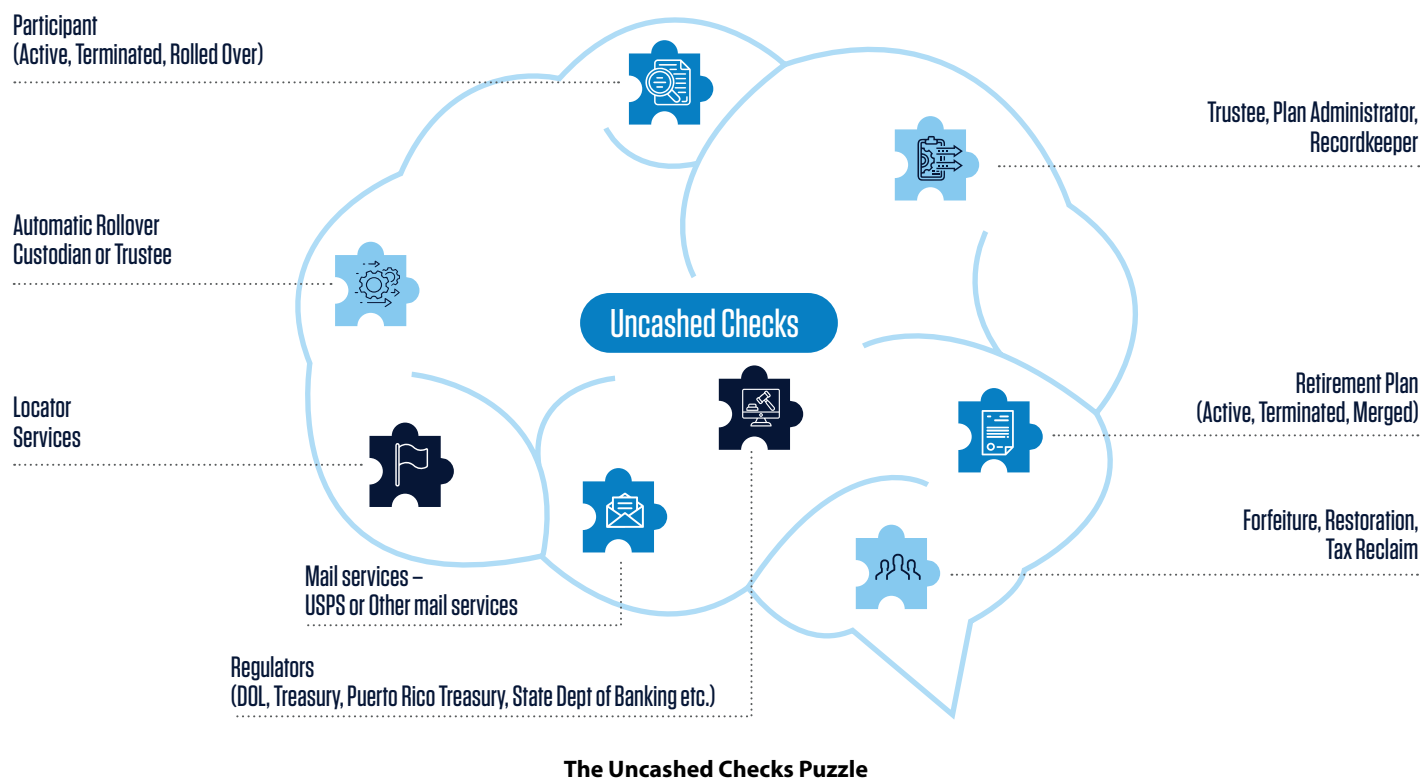 Participant
(Active, Terminated, Rolled Over)
Trustee, Plan Administrator,
Recordkeeper
Automatic Rollover
Custodian or Trustee
Uncashed Checks
Locator
Services
Retirement Plan
(Active, Terminated, Merged)
Forfeiture, Restoration,
Tax Reclaim
Mail services –
USPS or Other mail services
Regulators
(DOL, Treasury, Puerto Rico Treasury, State Dept of Banking etc.)
The Uncashed Checks Puzzle